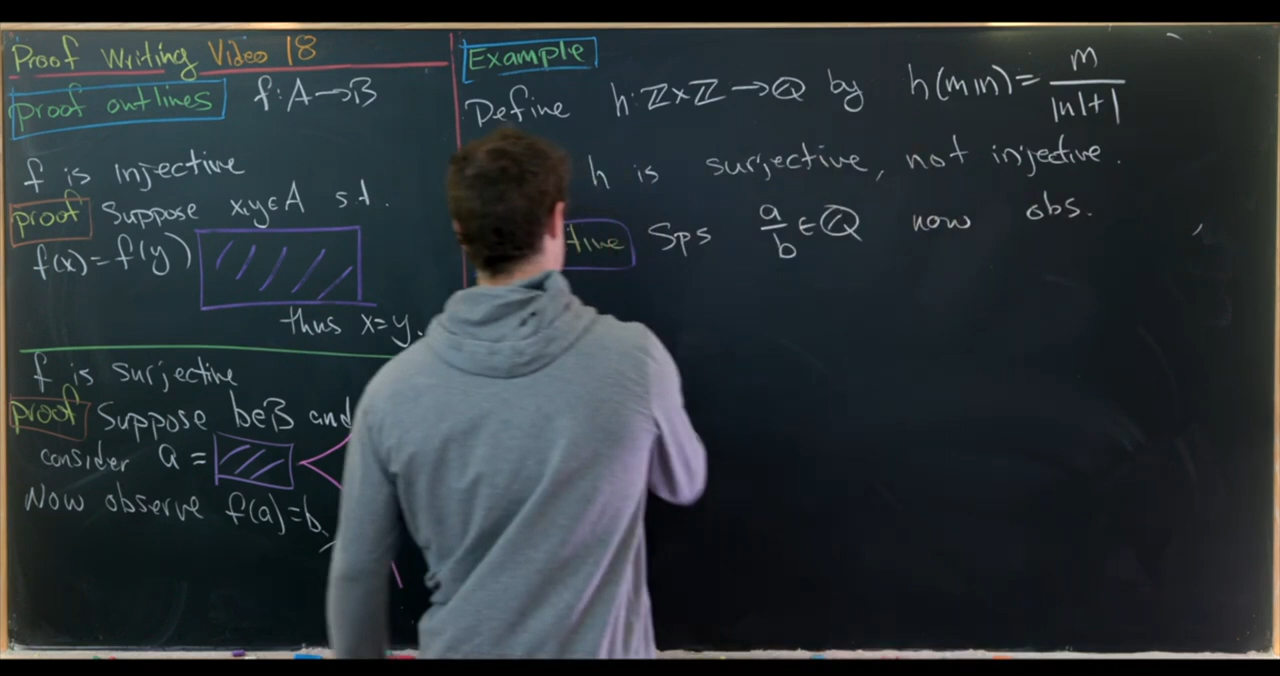 Proof Writing Video 18
proof outlines f: A→B
f is injective
proof Suppose x,y∈A s.t.
f(x)=f(y)
thus x=y.
f is surjective
proof Suppose b∈B and
consider a =
Now observe f(a)=b.
Example
Define h: ℤ×ℤ→ℚ by h(m,n)= m/(|n|+1)
h is surjective, not injective.
Sps a/b ∈ ℚ now obs.